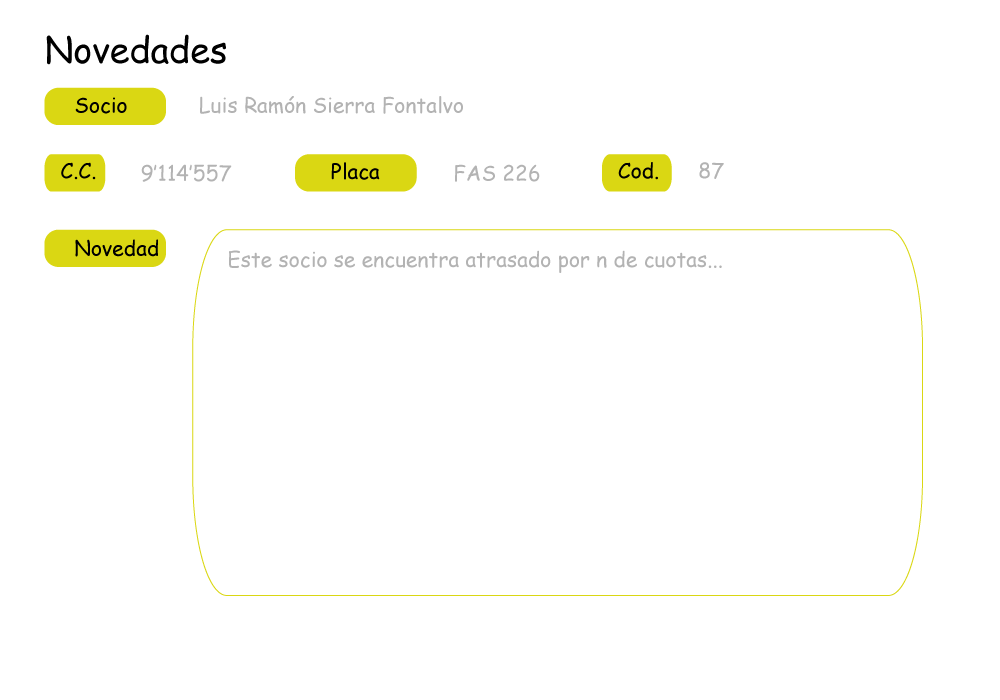 Novedades
Socio Luis Ramón Sierra Fontalvo
C.C. 9'114'557 Placa FAS 226 Cod. 87
Novedad Este socio se encuentra atrasado por n de cuotas...